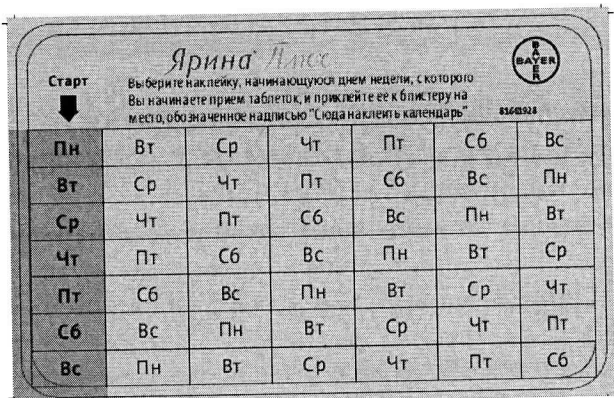 Ярина Плюс
BAYER
BAYER
Старт
Выберите наклейку, начинающуюся днем недели, с которого
Вы начинаете прием таблеток, и приклейте ее к блистеру на
место, обозначенное надписью "Сюда наклеить календарь"
81641928
Пн Вт Ср Чт Пт Сб Вс
Вт Ср Чт Пт Сб Вс Пн
Ср Чт Пт Сб Вс Пн Вт
Чт Пт Сб Вс Пн Вт Ср
Пт Сб Вс Пн Вт Ср Чт
Сб Вс Пн Вт Ср Чт Пт
Вс Пн Вт Ср Чт Пт Сб